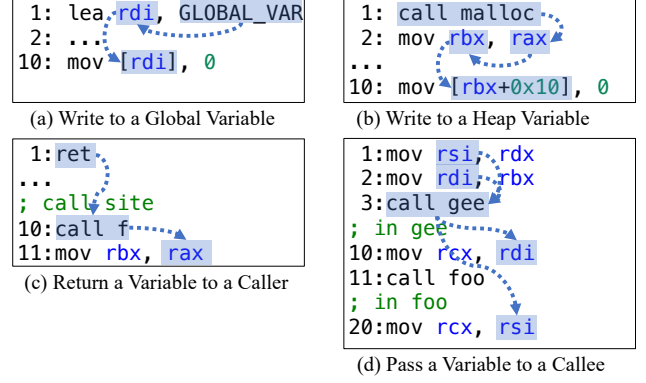 1: lea rdi, GLOBAL_VAR
2: ...
10: mov [rdi], 0
(a) Write to a Global Variable
1: call malloc
2: mov rbx, rax
...
10: mov [rbx+0x10], 0
(b) Write to a Heap Variable
1:ret
...
; call site
10:call f
11:mov rbx, rax
(c) Return a Variable to a Caller
1:mov rsi, rdx
2:mov rdi, rbx
3:call gee
; in gee
10:mov rcx, rdi
11:call foo
; in foo
20:mov rcx, rsi
(d) Pass a Variable to a Callee